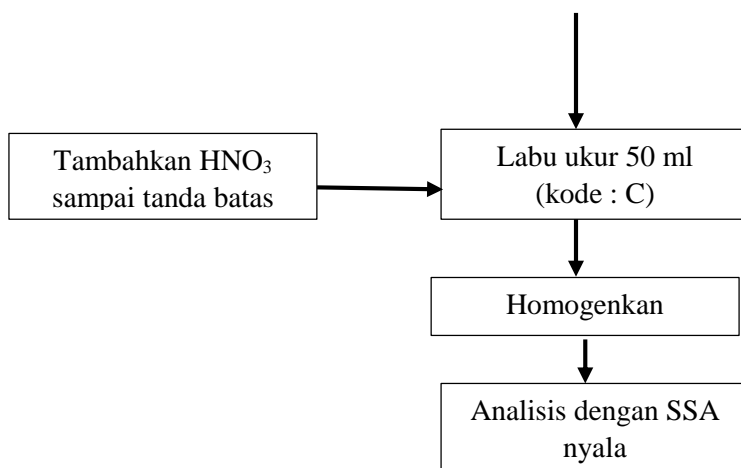 Tambahkan HNO₃
sampai tanda batas
Labu ukur 50 ml
(kode : C)
Homogenkan
Analisis dengan SSA
nyala